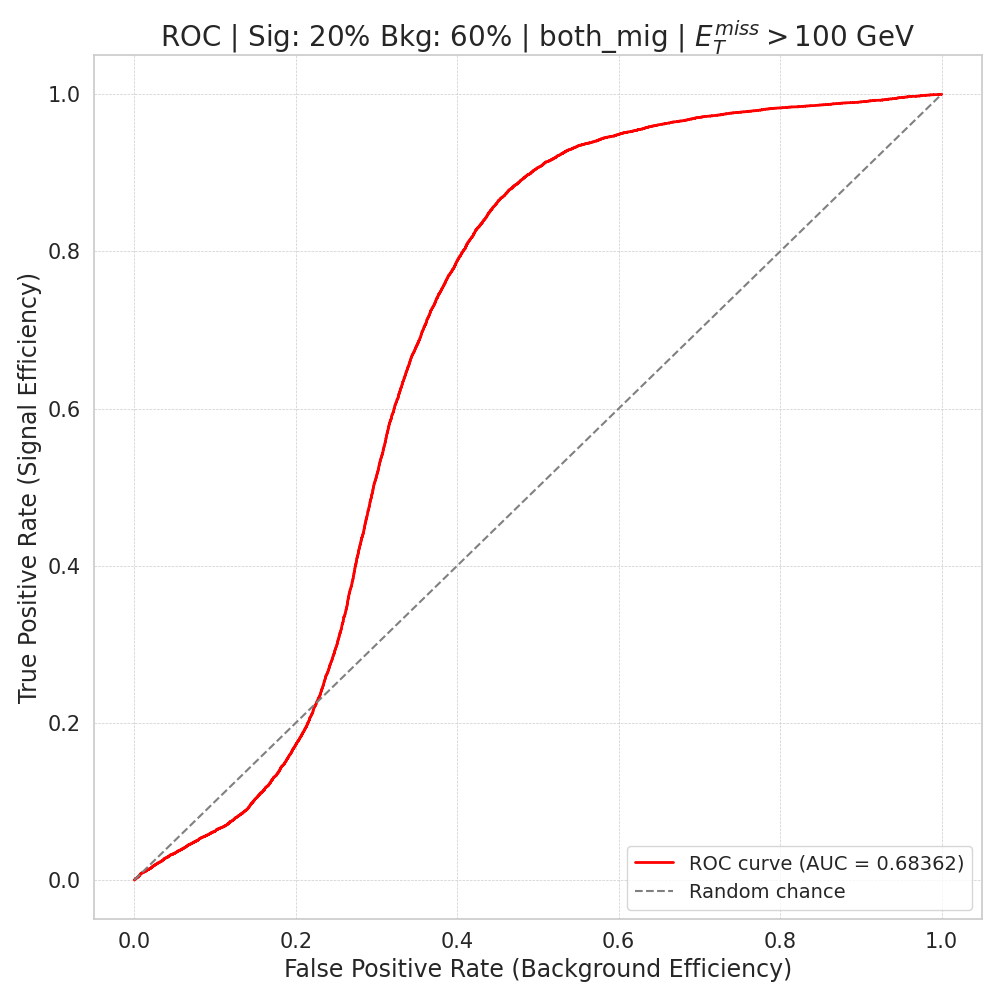 ROC | Sig: 20% Bkg: 60% | both_mig | $E_T^{miss} > 100$ GeV
True Positive Rate (Signal Efficiency)
1.0
0.8
0.6
0.4
0.2
0.0
ROC curve (AUC = 0.68362)
Random chance
0.0 0.2 0.4 0.6 0.8 1.0
False Positive Rate (Background Efficiency)